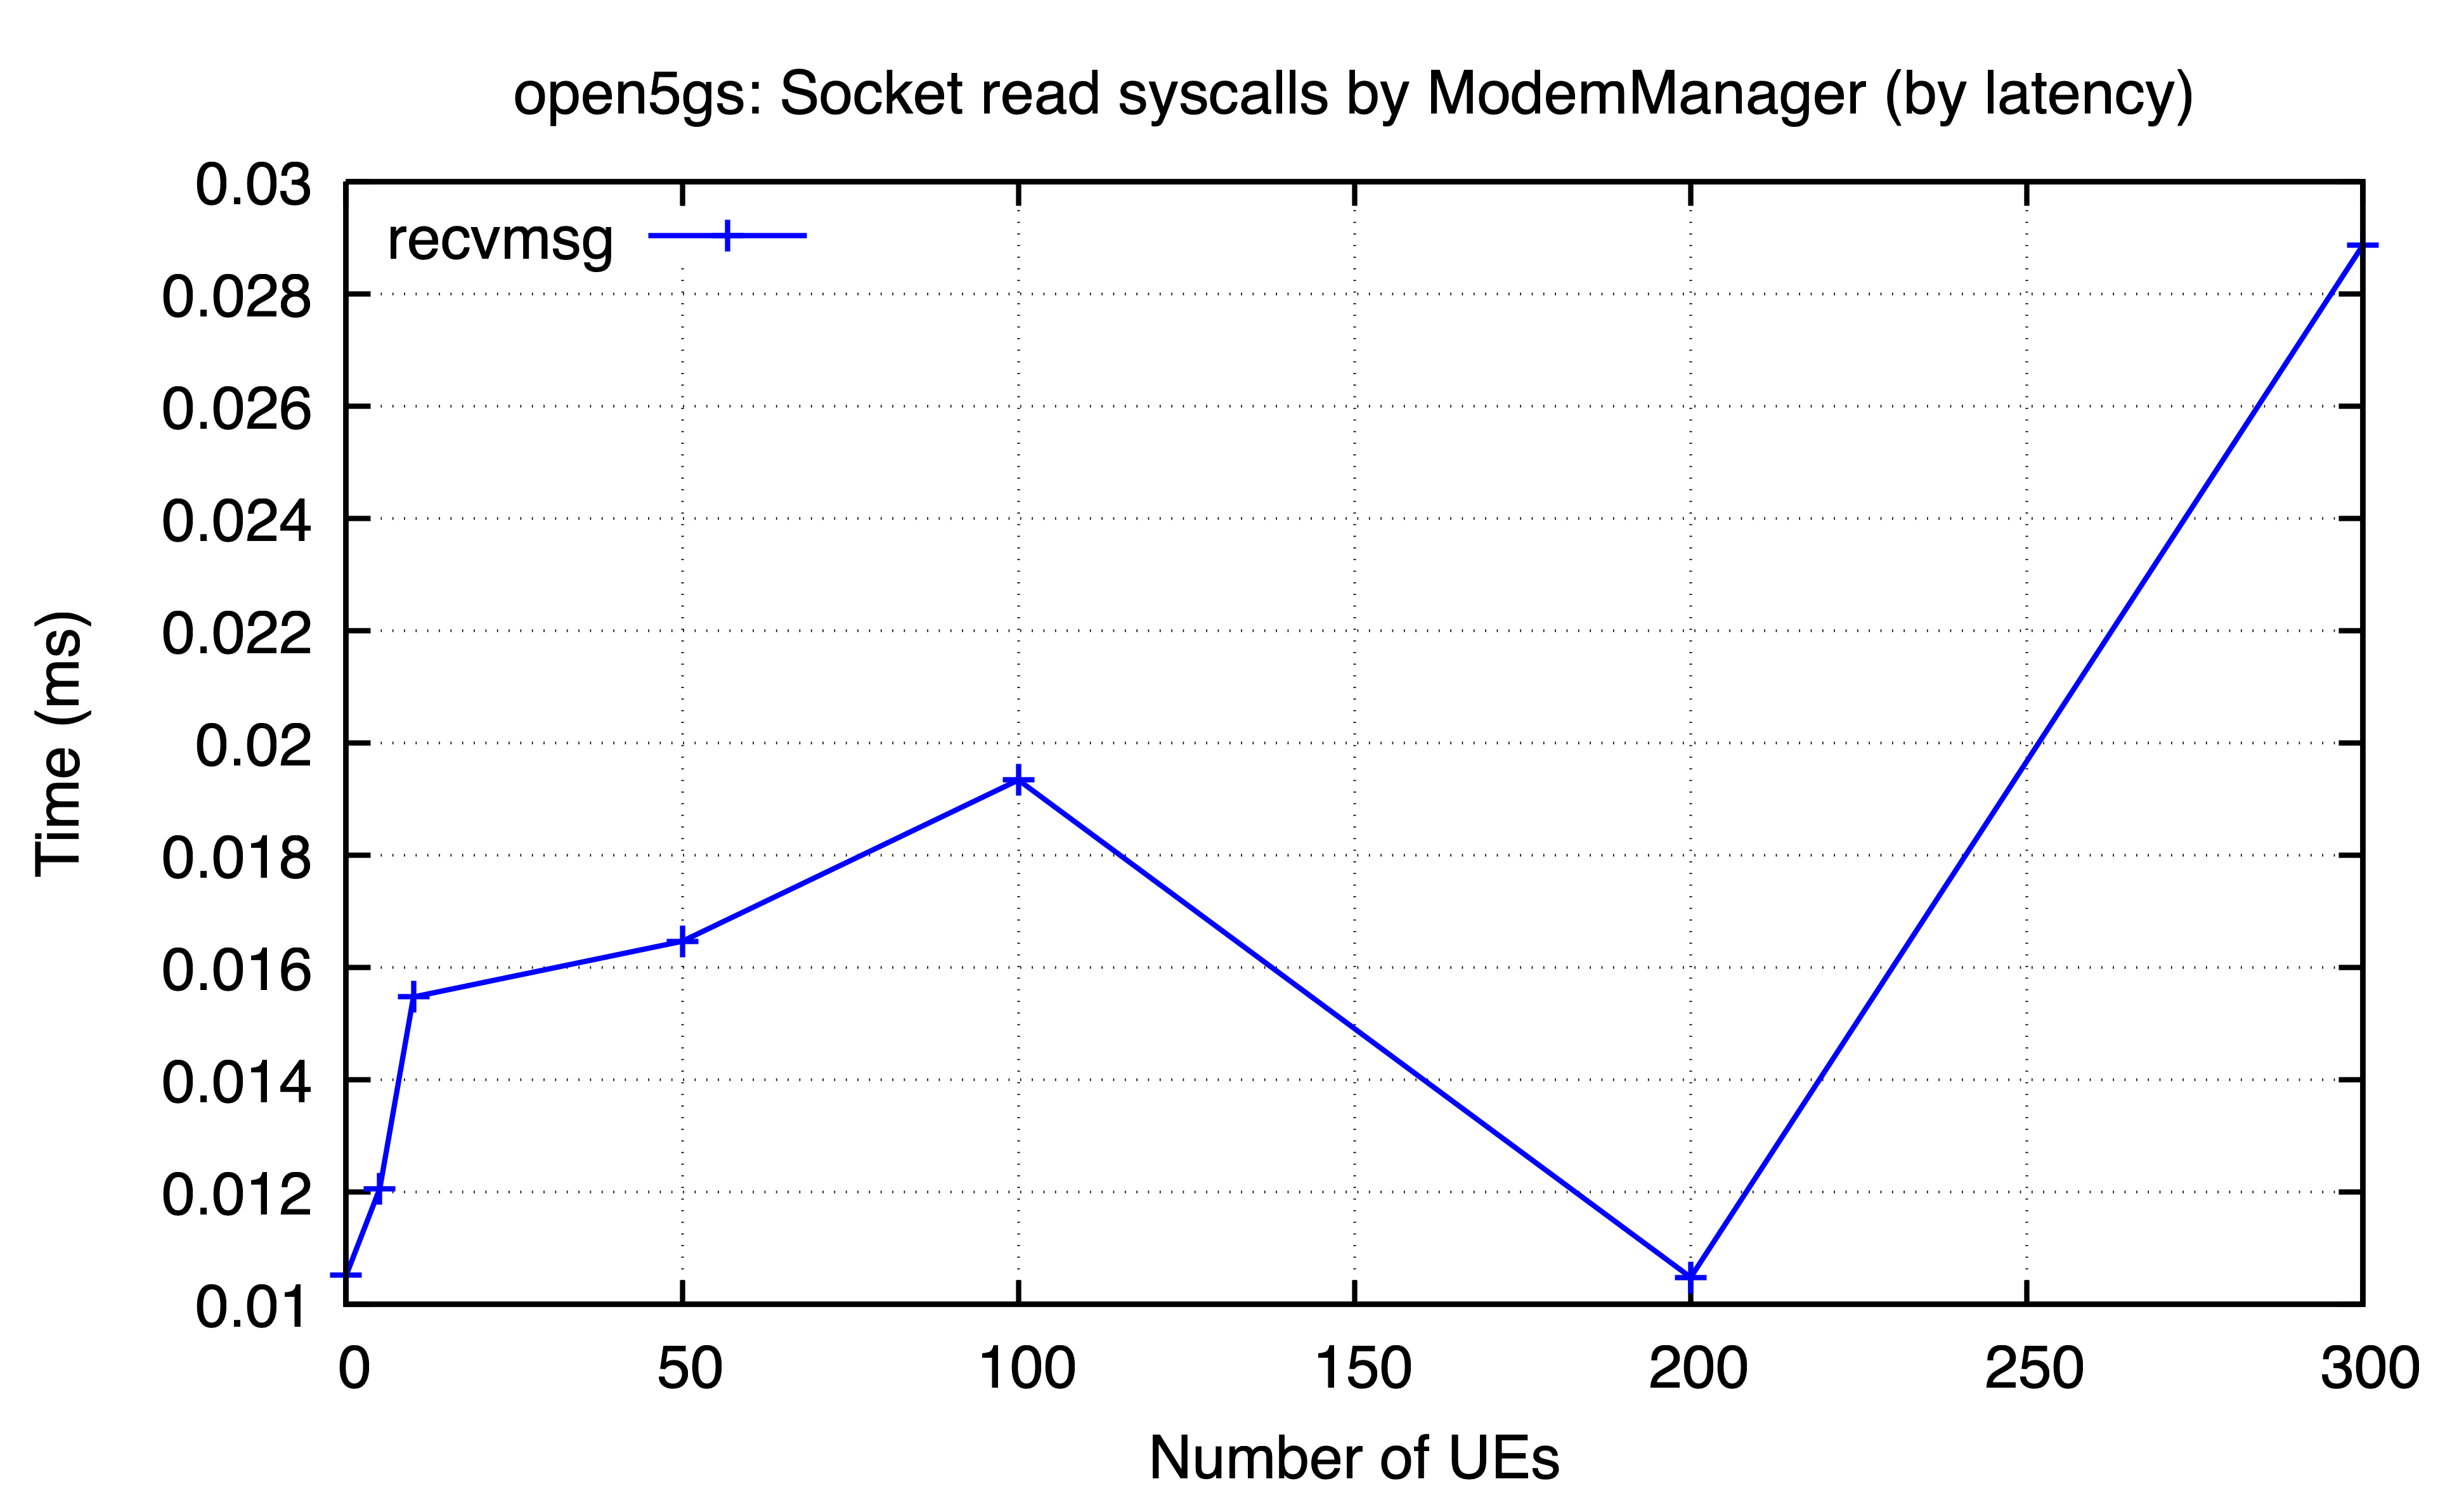 open5gs: Socket read syscalls by ModemManager (by latency)
recvmsg
0.03
0.028
0.026
0.024
0.022
0.02
0.018
0.016
0.014
0.012
0.01
Time (ms)
0 50 100 150 200 250 300
Number of UEs